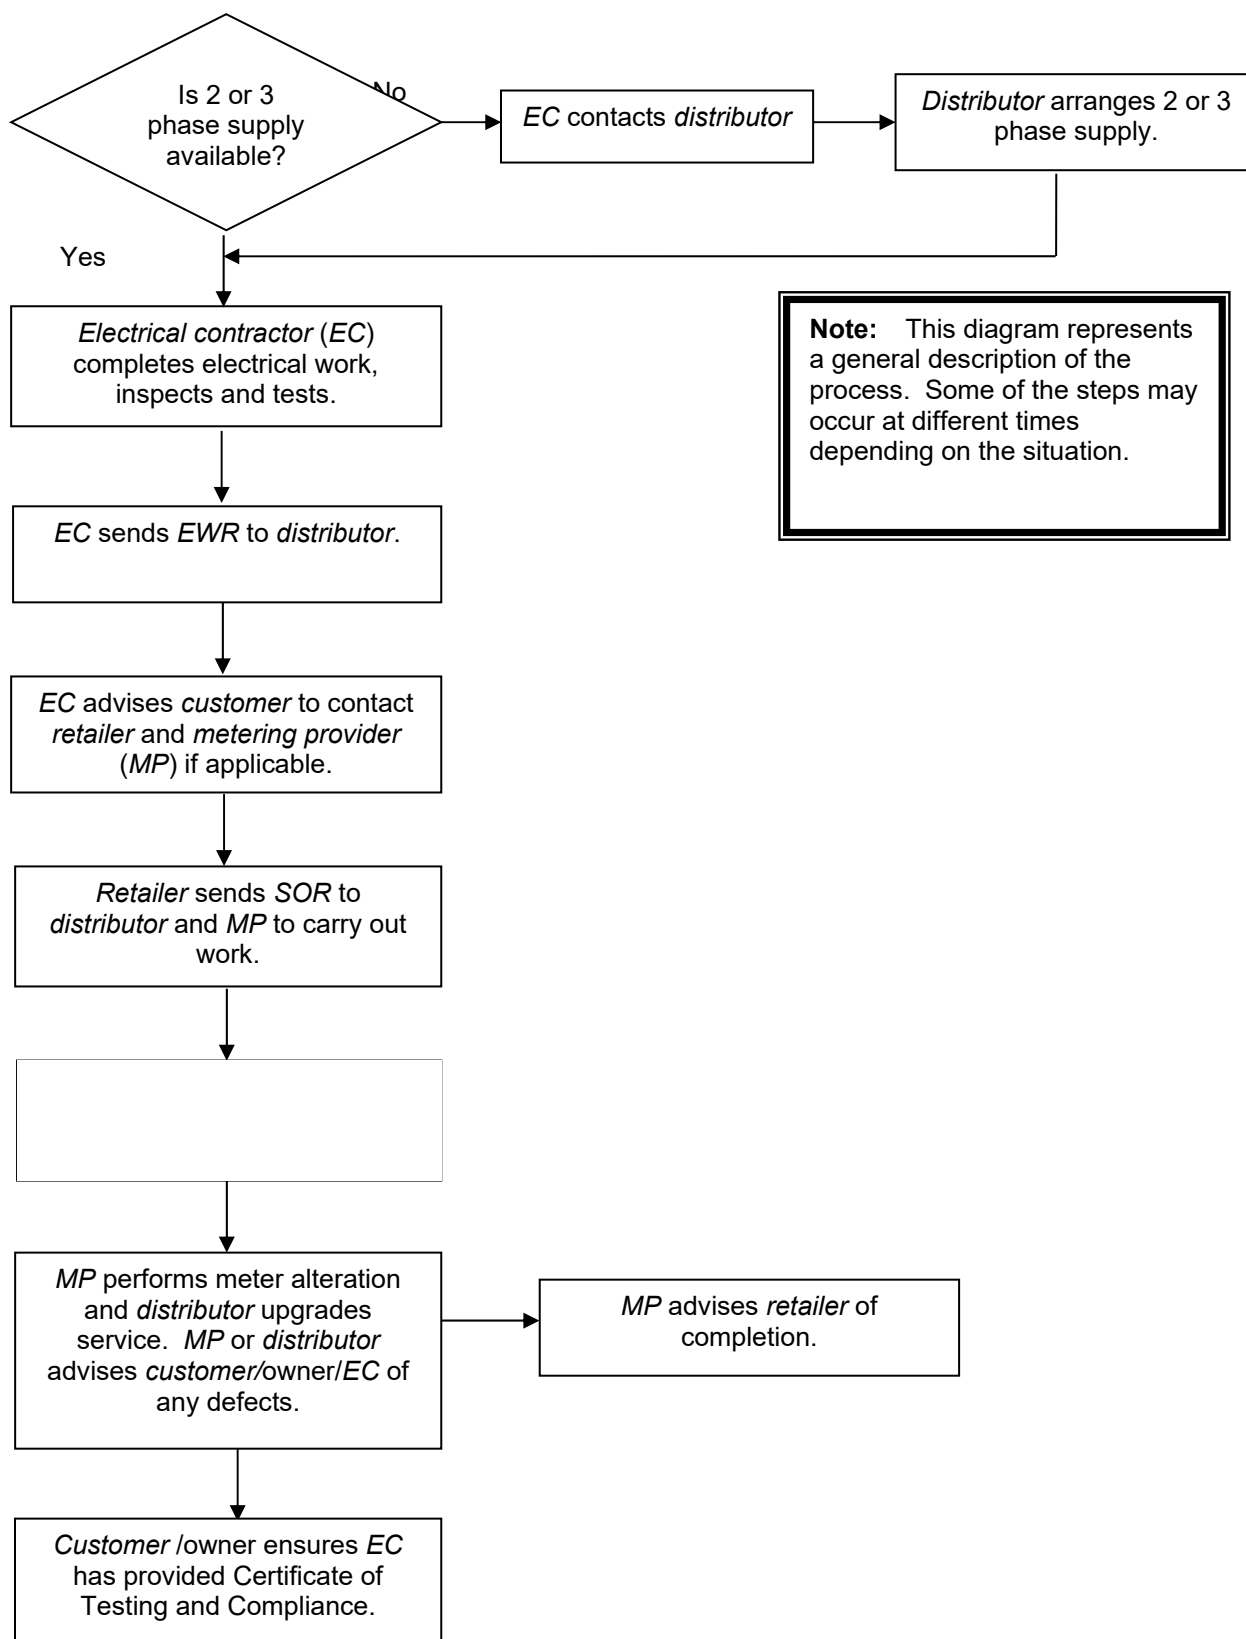 Is 2 or 3
phase supply
available?
No
EC contacts distributor
Distributor arranges 2 or 3
phase supply.
Yes
Electrical contractor (EC)
completes electrical work,
inspects and tests.
Note: This diagram represents
a general description of the
process. Some of the steps may
occur at different times
depending on the situation.
EC sends EWR to distributor.
EC advises customer to contact
retailer and metering provider
(MP) if applicable.
Retailer sends SOR to
distributor and MP to carry out
work.
MP performs meter alteration
and distributor upgrades
service. MP or distributor
advises customer/owner/EC of
any defects.
MP advises retailer of
completion.
Customer /owner ensures EC
has provided Certificate of
Testing and Compliance.